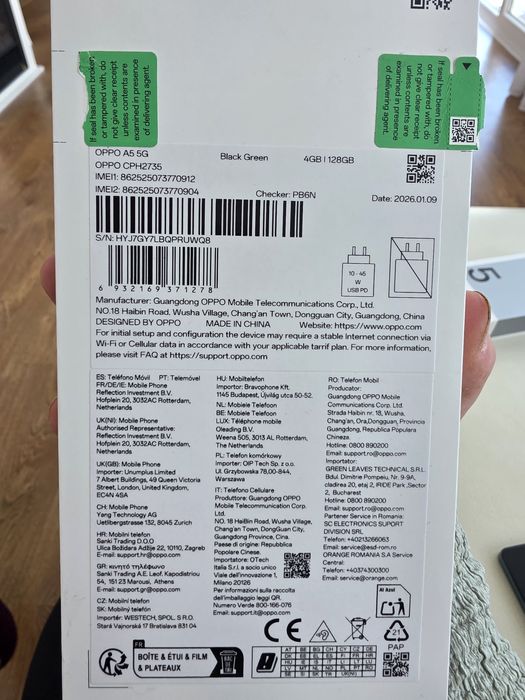 If seal has been broken
or tampered with, do
not give clear receipt
unless contents are
examined in presence
of delivering agent.
If seal has been broken
or tampered with, do
not give clear receipt
unless contents are
examined in presence
of delivering agent.
OPPO A5 5G Black Green 4GB | 128GB
OPPO CPH2735
IMEI1: 862525073770912
IMEI2: 862525073770904 Checker: PB6N Date: 2026.01.09
S/N: HYJ7GY7LBQPRUWQ8
6 932169 371278
10 - 45
W
USB PD
Manufacturer: Guangdong OPPO Mobile Telecommunications Corp., Ltd.
NO.18 Haibin Road, Wusha Village, Chang'an Town, Dongguan City, Guangdong, China
DESIGNED BY OPPO MADE IN CHINA Website: https://www.oppo.com
For initial setup and configuration the device may require a stable Internet connection via
Wi-Fi or Cellular data in accordance with your applicable tarrif plan. For more information,
please visit FAQ at https://support.oppo.com
ES: Teléfono Móvil PT: Telemóvel
FR/DE/IE: Mobile Phone
Reflection Investment B.V.
Hofplein 20, 3032AC Rotterdam,
Netherlands
UK(NI): Mobile Phone
Authorised Representative:
Reflection Investment B.V.
Hofplein 20, 3032AC Rotterdam,
Netherlands
UK(GB): Mobile Phone
Importer: Unumplus Limited
7 Albert Buildings, 49 Queen Victoria
Street, London, United Kingdom,
EC4N 4SA
CH: Mobile Phone
Yang Technology AG
Uetlibergstrasse 132, 8045 Zurich
HR: Mobilni telefon
Sanki Trading D.O.O
Ulica Božidara Adžije 22, 10110, Zagreb
E-mail: support.hr@oppo-em.com
GR: κινητό τηλέφωνο
Sanki Trading A.E. Leof. Kapodistriou
54, 151 23 Marousi, Athens
E-mail: support.gr@oppo-em.com
CZ: Mobilní telefon
SK: Mobilný telefón
Importér: WESTECH, SPOL. S R.O.
Stará Vajnorská 17 Bratislava 831 04
HU: Mobiltelefon
Importer: Bravophone Kft.
1145 Budapest, Újvilág utca 50-52.
NL: Mobiele Telefoon
BE: Mobiele Telefoon
LUX: Téléphone mobile
Oleading B.V.
Weena 505, 3013 AL Rotterdam,
The Netherlands
PL: Telefon komórkowy
Importer: OIP Tech Sp. z o.o.
Ul. Grzybowska 78,00-844,
Warszawa
IT: Telefono Cellulare
Produttore: Guangdong OPPO
Mobile Telecommunications Corp.
Ltd.
NO. 18 HaiBin Road, Wusha Village,
Chang'an Town, DongGuan City,
Guangdong Province, Cina.
Paese di origine: Repubblica
Popolare Cinese.
Importatore: OTech
Italia S.r.l a socio unico
Viale dell'innovazione 1,
Milano 20126
Per informazioni sulla raccolta
dell'imballaggio leggi QR.
Numero Verde 800-166-076
Email: support.it@oppo.com
RO: Telefon Mobil
Producator:
Guangdong OPPO Mobile
Communications Corp. Ltd.
Strada Haibin nr. 18, Wusha,
Chang'an, Ora,Dongguan Provinca,
Guangdong, Republica Populara
Chineza.
Hotline: 0800 890200
Email: support.ro@oppo.com
Importator:
GREEN LEAVES TECHNICAL S.R.L.
Bdul. Dimitrie Pompeiu, Nr. 9-9A,
cladirea 20, etaj 2, IRIDE Park ,Sector
2, Bucharest
Hotline: 0800 890200
Email: support.ro@oppo.com
Partener Service in Romania:
SC ELECTRONICS SUPORT
DIVISION SRL
Telefon: +40213266063
Email: service@esd-rom.ro
ORANGE ROMANIA SA Service
Central:
Telefon: +40374300300
Email: service@orange.com
Al Azul
CE
21
PAP
FR
BOÎTE & ÉTUI & FILM
& PLATEAUX
AT BE BG CH CY CZ DE
DK EE EL ES FI FR HR
HU IE IS IT LI LT LU
LV MT NL NO PL PT RO
SE SI SK TR UK(NI)
5